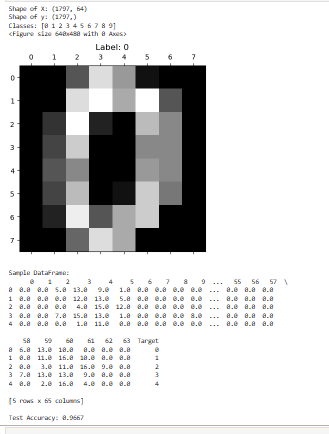 Shape of X: (1797, 64)
Shape of y: (1797,)
Classes: [0 1 2 3 4 5 6 7 8 9]
<Figure size 640x480 with 0 Axes>
Label: 0
0 1 2 3 4 5 6 7
0
1
2
3
4
5
6
7
Sample DataFrame:
0 1 2 3 4 5 6 7 8 9 ... 55 56 57 \
0 0.0 0.0 5.0 13.0 9.0 1.0 0.0 0.0 0.0 0.0 ... 0.0 0.0 0.0
1 0.0 0.0 0.0 12.0 13.0 5.0 0.0 0.0 0.0 0.0 ... 0.0 0.0 0.0
2 0.0 0.0 0.0 4.0 15.0 12.0 0.0 0.0 0.0 0.0 ... 0.0 0.0 0.0
3 0.0 0.0 7.0 15.0 13.0 1.0 0.0 0.0 0.0 8.0 ... 0.0 0.0 0.0
4 0.0 0.0 0.0 1.0 11.0 0.0 0.0 0.0 0.0 0.0 ... 0.0 0.0 0.0
58 59 60 61 62 63 Target
0 6.0 13.0 10.0 0.0 0.0 0.0 0
1 0.0 11.0 16.0 10.0 0.0 0.0 1
2 0.0 3.0 11.0 16.0 9.0 0.0 2
3 7.0 13.0 13.0 9.0 0.0 0.0 3
4 0.0 2.0 16.0 4.0 0.0 0.0 4
[5 rows x 65 columns]
Test Accuracy: 0.9667